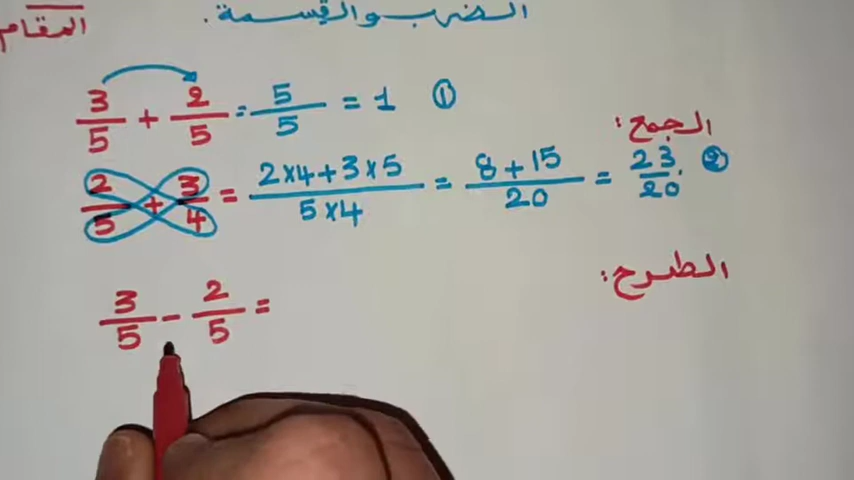 الضرب والقسمة.
المقام
3/5 + 2/5 = 5/5 = 1 ①
الجمع:
2/5 + 3/4 = (2×4+3×5)/(5×4) = (8+15)/20 = 23/20. ②
الطرح:
3/5 - 2/5 =